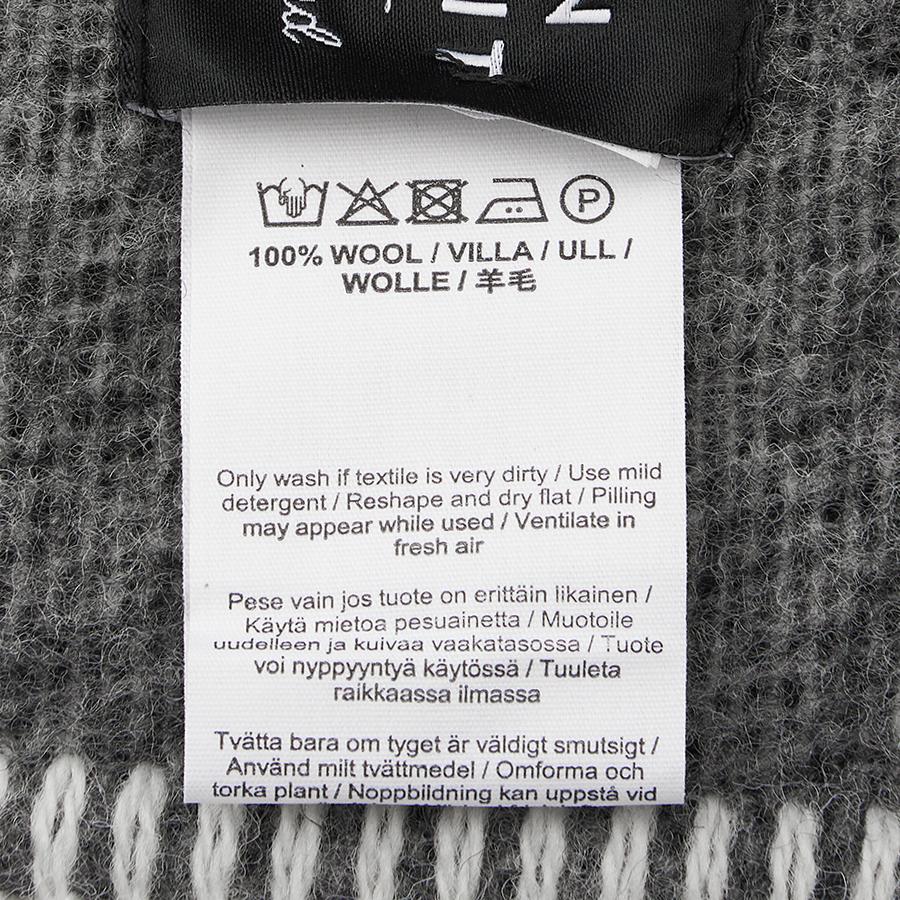 P
100% WOOL / VILLA / ULL /
WOLLE / 羊毛
Only wash if textile is very dirty / Use mild
detergent / Reshape and dry flat / Pilling
may appear while used / Ventilate in
fresh air
Pese vain jos tuote on erittäin likainen /
Käytä mietoa pesuainetta / Muotoile
uudelleen ja kuivaa vaakatasossa / Tuote
voi nyppyyntyä käytössä / Tuuleta
raikkaassa ilmassa
Tvätta bara om tyget är väldigt smutsigt /
Använd milt tvättmedel / Omforma och
torka plant / Noppbildning kan uppstå vid